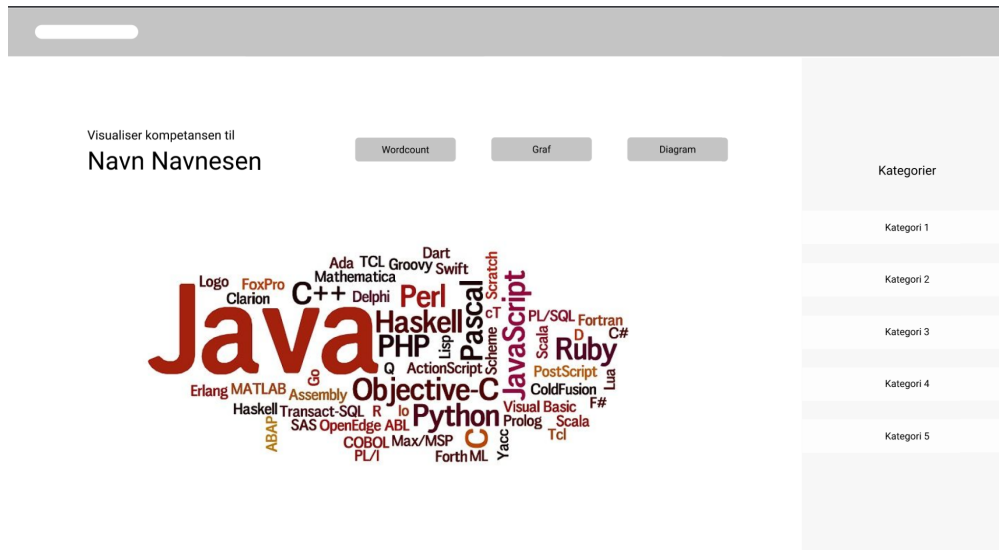 Visualiser kompetansen til
Navn Navnesen
Wordcount
Graf
Diagram
Kategorier
Kategori 1
Kategori 2
Kategori 3
Kategori 4
Kategori 5
Dart
Ada
TCL
Groovy
Swift
Scratch
Mathematica
Logo
FoxPro
Clarion
C++
Delphi
Perl
Pascal
JavaScript
Java
Haskell
cT
PL/SQL
Fortran
PHP
Lisp
Scheme
Scala
D
C#
Ruby
Q
ActionScript
PostScript
Lua
Go
Erlang
MATLAB
Assembly
Objective-C
ColdFusion
F#
Haskell
Transact-SQL
R
Io
Python
Visual Basic
ABAP
SAS
OpenEdge ABL
Prolog
Scala
COBOL
Max/MSP
C
Yacc
Tcl
PL/I
Forth
ML